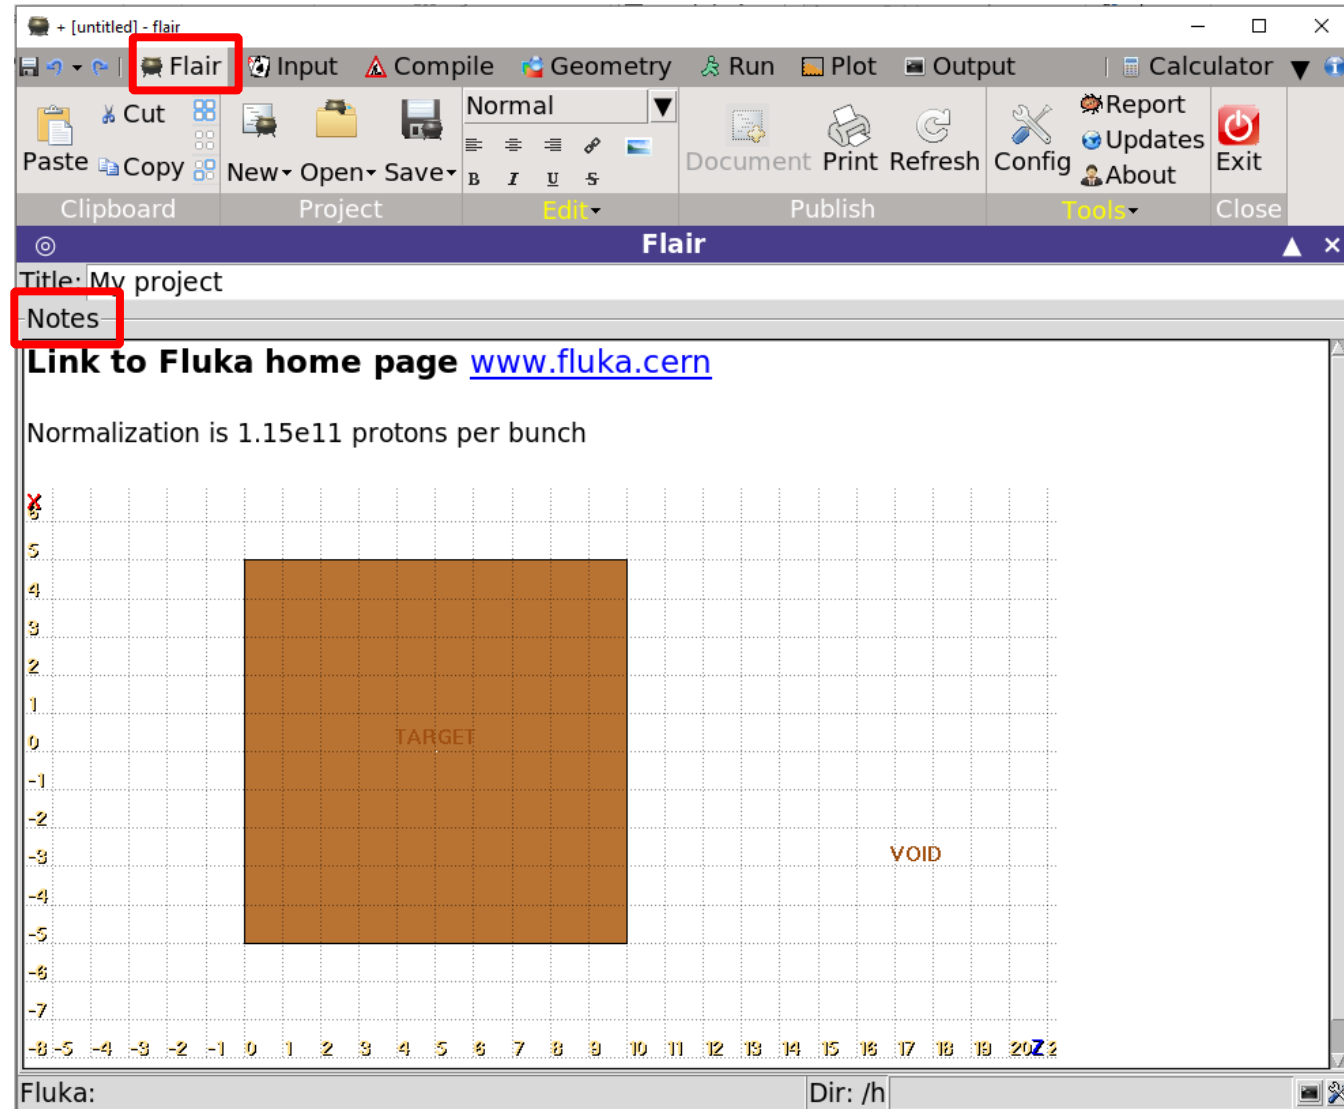 + [untitled] - flair
Flair Input Compile Geometry Run Plot Output Calculator
Cut Normal Report
Updates
Paste Copy New Open Save B I U S Document Print Refresh Config About Exit
Clipboard Project Edit Publish Tools Close
Flair
Title: My project
Notes
Link to Fluka home page www.fluka.cern
Normalization is 1.15e11 protons per bunch
X
6
5
4
3
2
1
TARGET
0
-1
-2
-3 VOID
-4
-5
-6
-7
-8 -5 -4 -3 -2 -1 0 1 2 3 4 5 6 7 8 9 10 11 12 13 14 15 16 17 18 19 20 Z 2
Fluka: Dir: /h